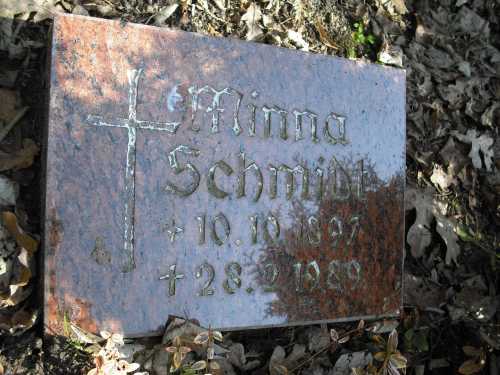 Minna
Schmidt
+ 10.10.1897
+ 28.2.1989